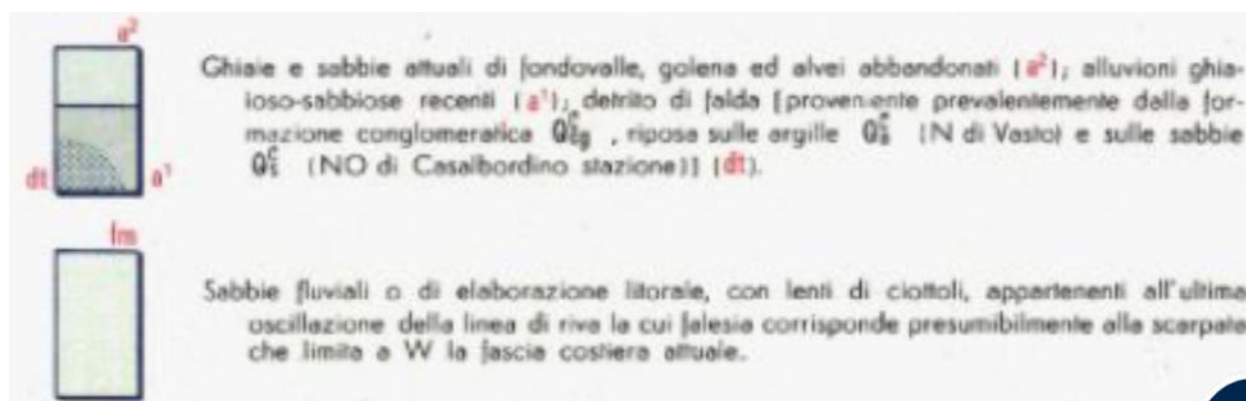 a²
Ghiaie e sabbie attuali di fondovalle, golena ed alvei abbandonati (a²); alluvioni ghia-
ioso-sabbiose recenti (a¹); detrito di falda [proveniente prevalentemente dalla for-
mazione conglomeratica Qᶜcg , riposa sulle argille Qᶜa (N di Vasto) e sulle sabbie
Qᶜs (NO di Casalbordino stazione)] (dt).
dt a¹
fm
Sabbie fluviali o di elaborazione litorale, con lenti di ciottoli, appartenenti all'ultima
oscillazione della linea di riva la cui falesia corrisponde presumibilmente alla scarpata
che limita a W la fascia costiera attuale.